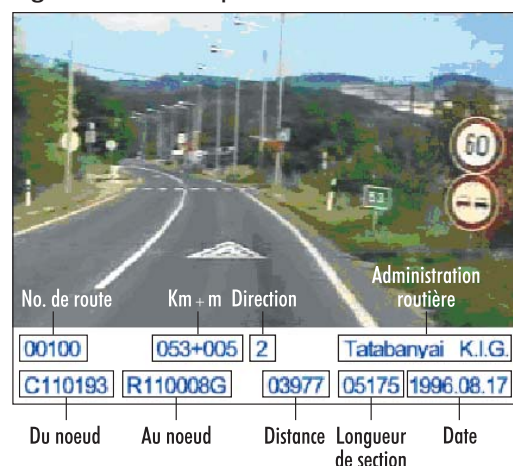 60
53
No. de route
Km + m
Direction
Administration
routière
00100
053+005
2
Tatabanyai K.I.G.
C110193
R110008G
03977
05175
1996.08.17
Du noeud
Au noeud
Distance
Longueur
de section
Date